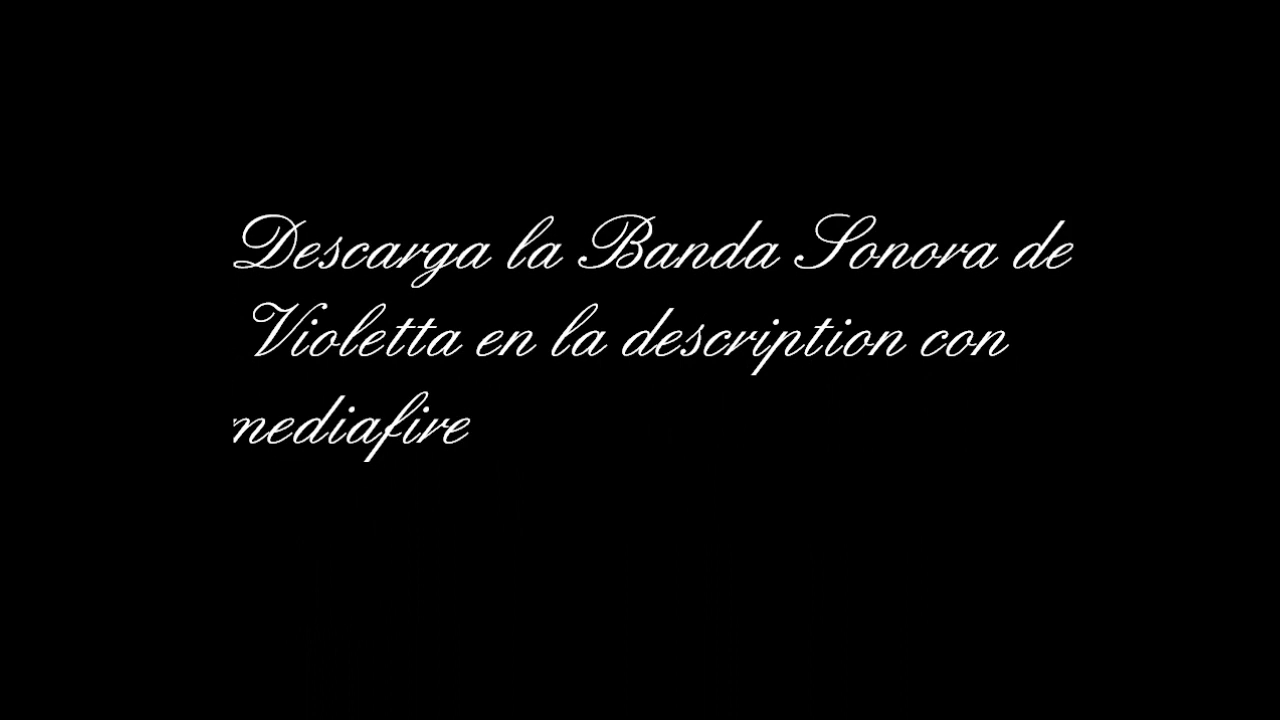 Descarga la Banda Sonora de
Violetta en la description con
mediafire